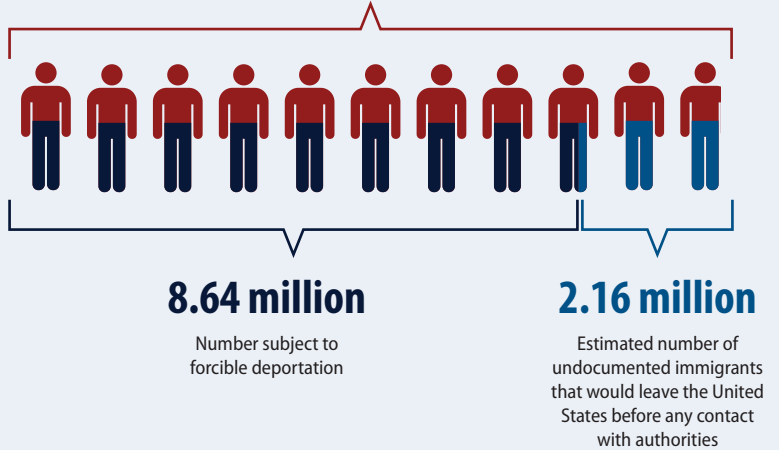 8.64 million
Number subject to
forcible deportation
2.16 million
Estimated number of
undocumented immigrants
that would leave the United
States before any contact
with authorities